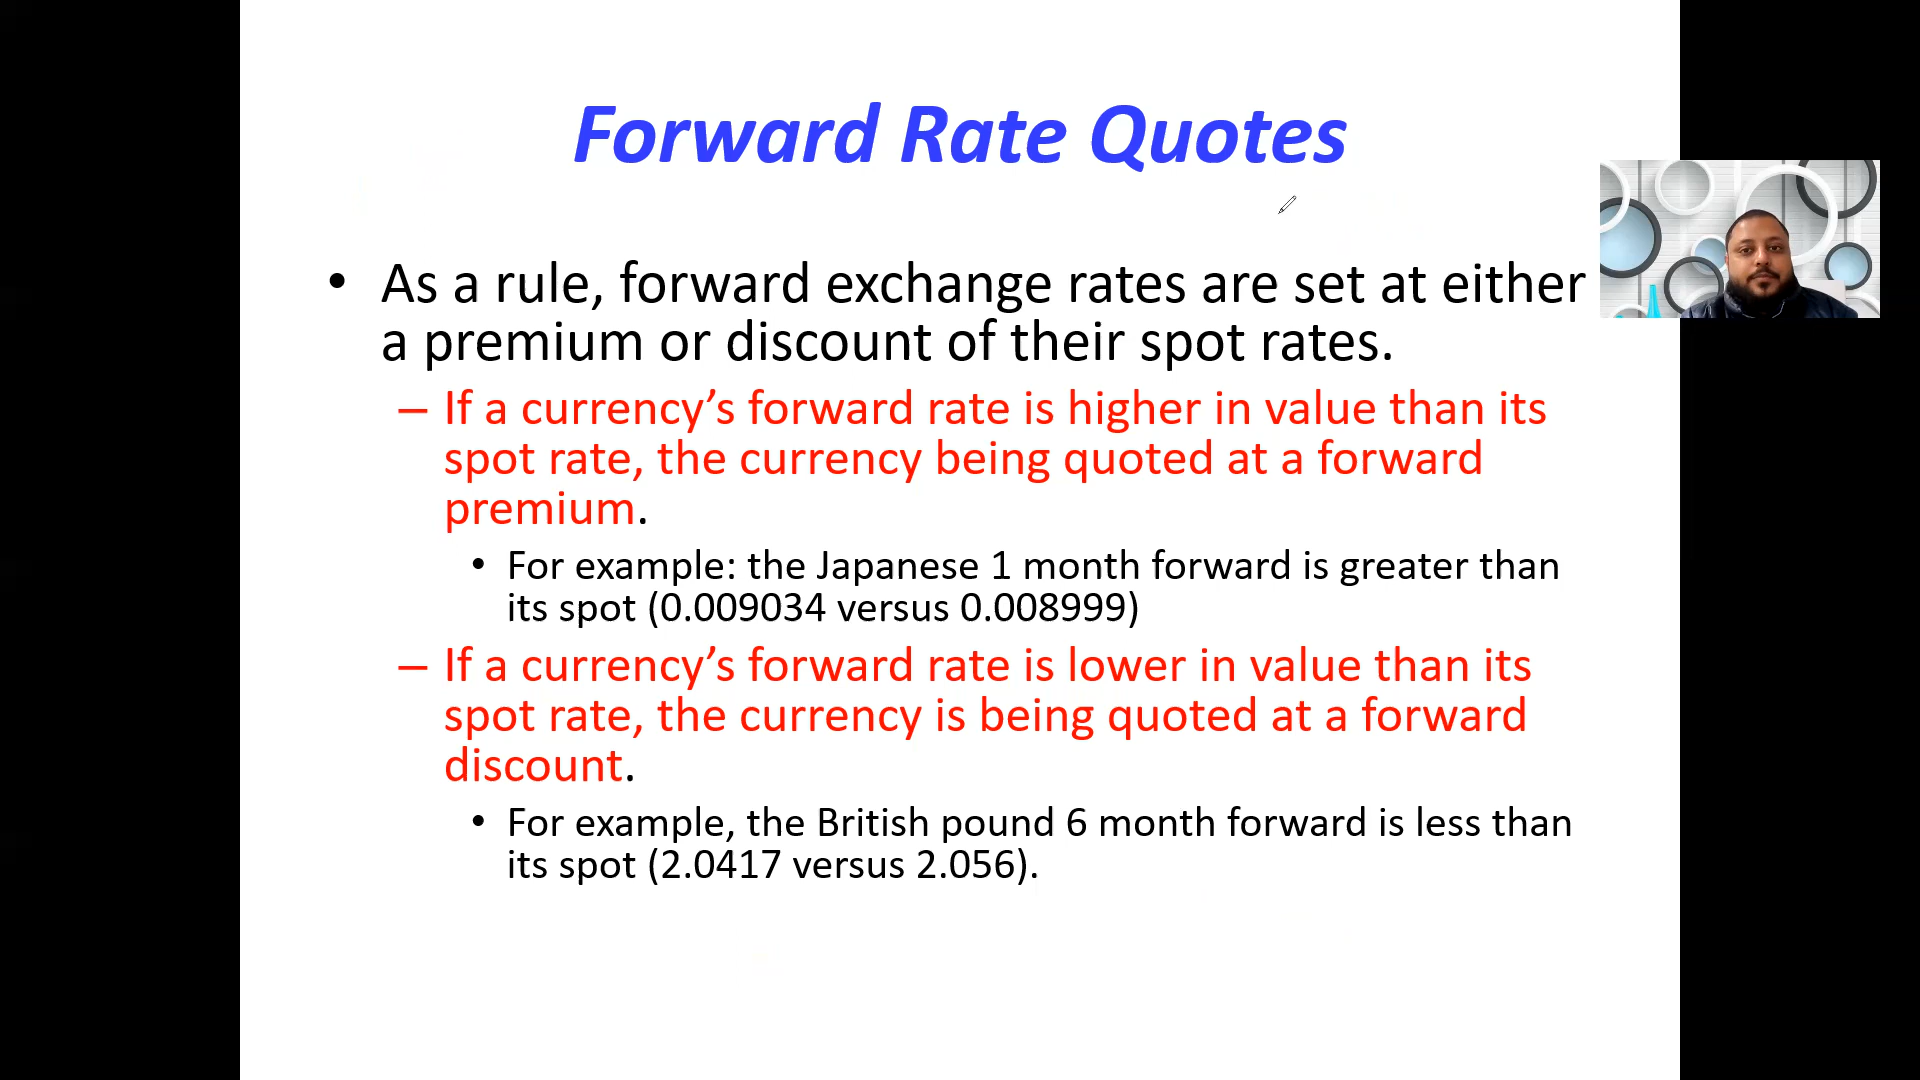 Forward Rate Quotes
• As a rule, forward exchange rates are set at either
a premium or discount of their spot rates.
– If a currency’s forward rate is higher in value than its
spot rate, the currency being quoted at a forward
premium.
• For example: the Japanese 1 month forward is greater than
its spot (0.009034 versus 0.008999)
– If a currency’s forward rate is lower in value than its
spot rate, the currency is being quoted at a forward
discount.
• For example, the British pound 6 month forward is less than
its spot (2.0417 versus 2.056).